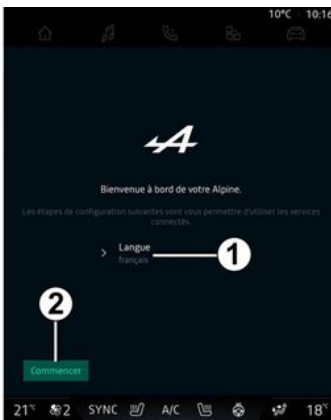 10°C 10:16
Bienvenue à bord de votre Alpine.
Les étapes de configuration suivantes vont vous permettre d'utiliser les services
connectés.
Langue
français
1
2
Commencer
21° 2 SYNC A/C 18°